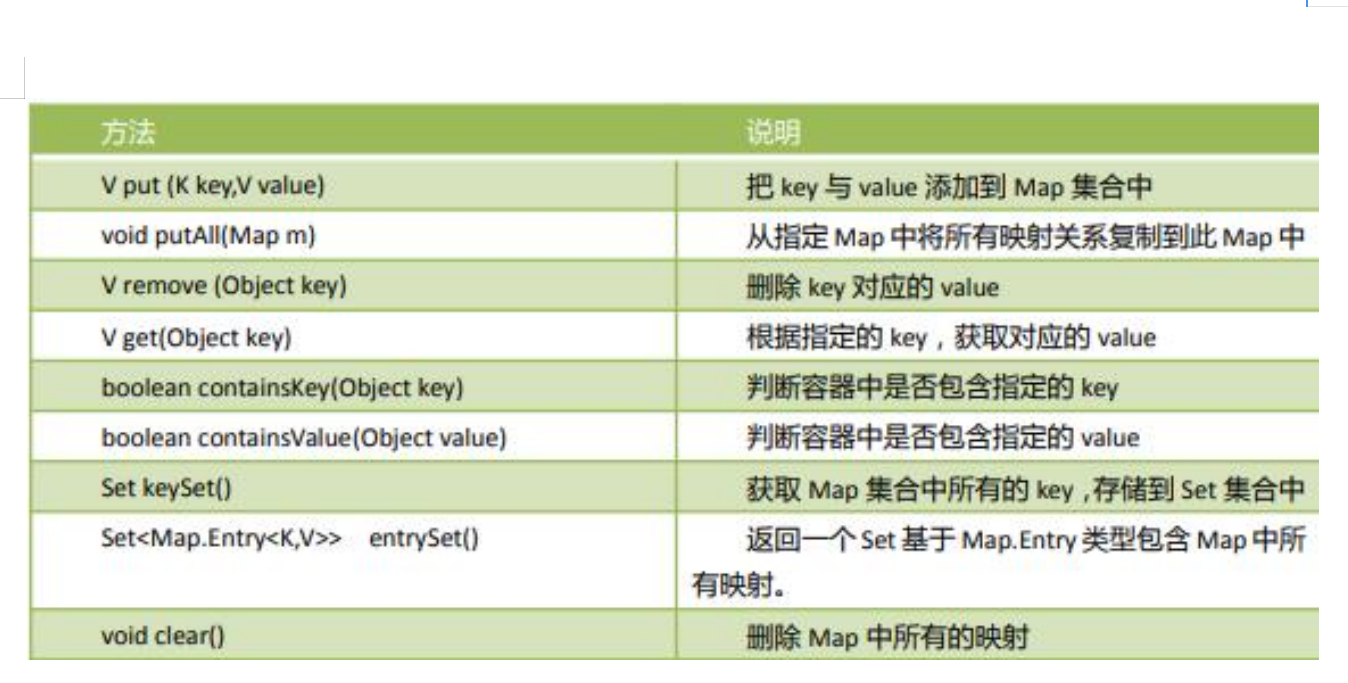 方法 说明
V put (K key,V value) 把 key 与 value 添加到 Map 集合中
void putAll(Map m) 从指定 Map 中将所有映射关系复制到此 Map 中
V remove (Object key) 删除 key 对应的 value
V get(Object key) 根据指定的 key，获取对应的 value
boolean containsKey(Object key) 判断容器中是否包含指定的 key
boolean containsValue(Object value) 判断容器中是否包含指定的 value
Set keySet() 获取 Map 集合中所有的 key ,存储到 Set 集合中
Set<Map.Entry<K,V>> entrySet() 返回一个 Set 基于 Map.Entry 类型包含 Map 中所
有映射。
void clear() 删除 Map 中所有的映射